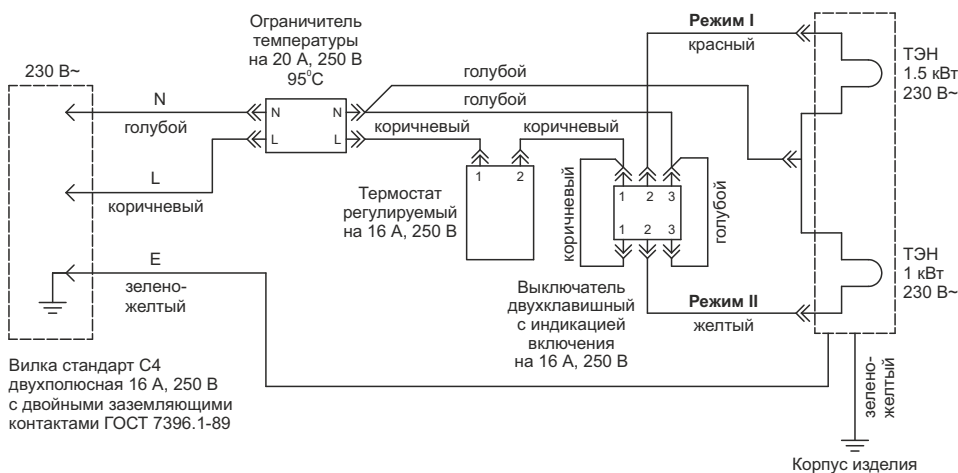 230 В~
N
голубой
L
коричневый
E
зелено-
желтый
Вилка стандарт С4
двухполюсная 16 А, 250 В
с двойными заземляющими
контактами ГОСТ 7396.1-89
Ограничитель
температуры
на 20 А, 250 В
95°С
N
N
L
L
голубой
голубой
коричневый
коричневый
1
2
Термостат
регулируемый
на 16 А, 250 В
коричневый
1
2
3
1
2
3
голубой
Выключатель
двухклавишный
с индикацией
включения
на 16 А, 250 В
Режим I
красный
Режим II
желтый
ТЭН
1.5 кВт
230 В~
ТЭН
1 кВт
230 В~
зелено-
желтый
Корпус изделия